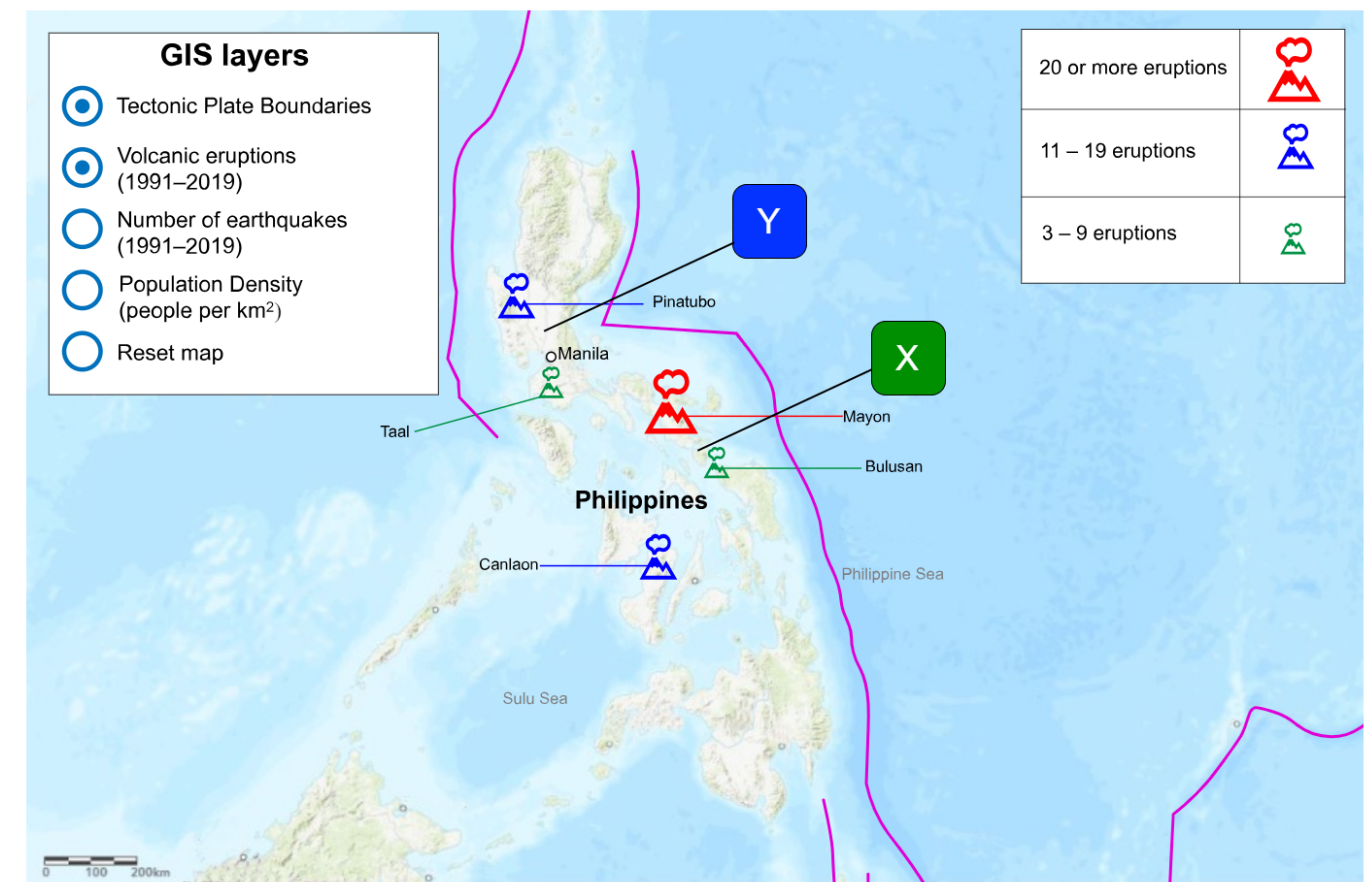 GIS layers
Tectonic Plate Boundaries
Volcanic eruptions
(1991–2019)
Number of earthquakes
(1991–2019)
Population Density
(people per km²)
Reset map
20 or more eruptions
11 – 19 eruptions
3 – 9 eruptions
Y
Pinatubo
Manila
X
Mayon
Taal
Bulusan
Philippines
Canlaon
Philippine Sea
Sulu Sea
0 100 200km